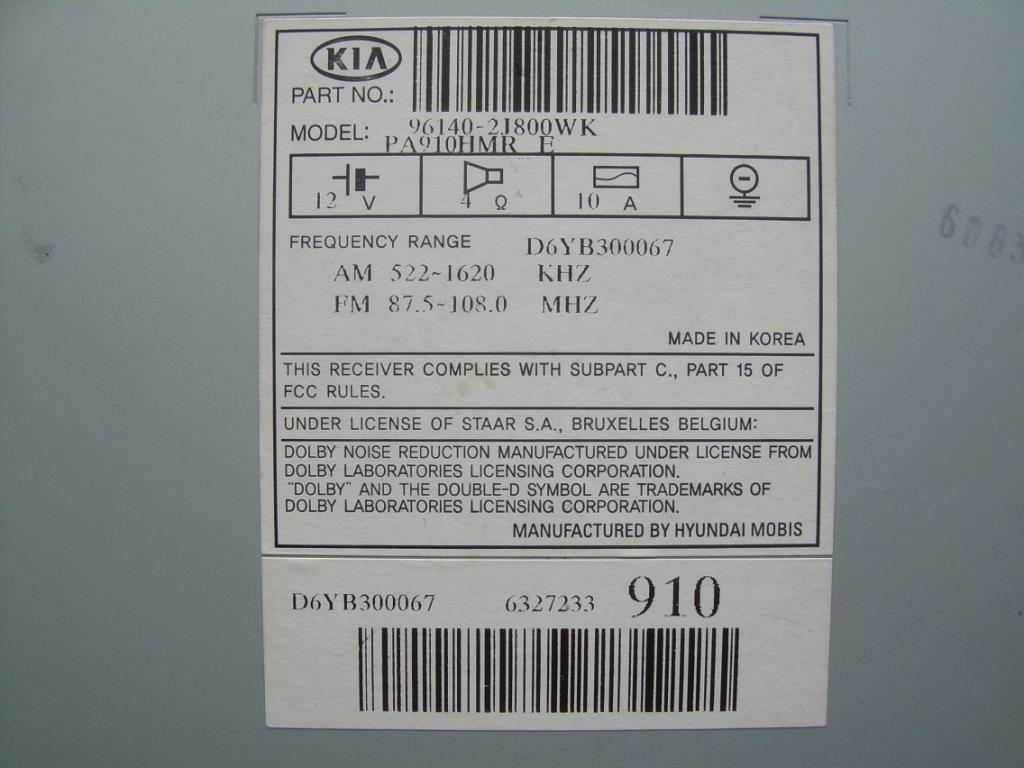 KIA
PART NO.:
96140-2J800WK
MODEL: PA910HMR E
12 V 4 Ω 10 A
FREQUENCY RANGE D6YB300067
AM 522~1620 KHZ
FM 87.5~108.0 MHZ
MADE IN KOREA
THIS RECEIVER COMPLIES WITH SUBPART C., PART 15 OF
FCC RULES.
UNDER LICENSE OF STAAR S.A., BRUXELLES BELGIUM:
DOLBY NOISE REDUCTION MANUFACTURED UNDER LICENSE FROM
DOLBY LABORATORIES LICENSING CORPORATION.
"DOLBY" AND THE DOUBLE-D SYMBOL ARE TRADEMARKS OF
DOLBY LABORATORIES LICENSING CORPORATION.
MANUFACTURED BY HYUNDAI MOBIS
D6YB300067 6327233 910